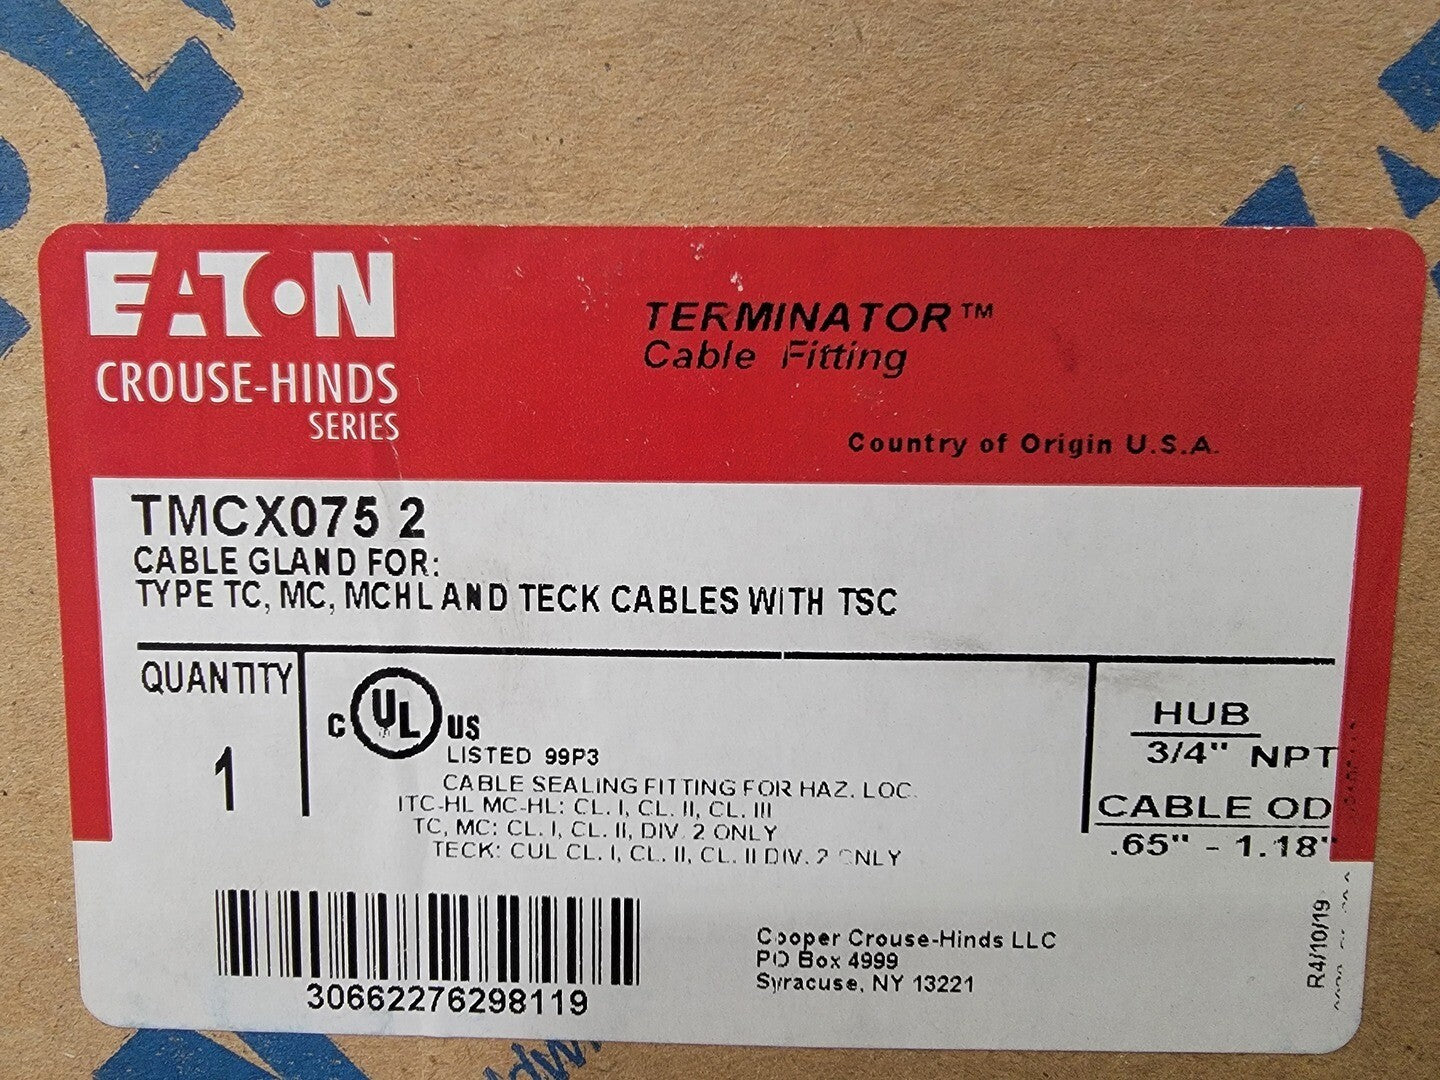 EATON
CROUSE-HINDS
SERIES
TERMINATOR™
Cable Fitting
Country of Origin U.S.A.
TMCX075 2
CABLE GLAND FOR:
TYPE TC, MC, MCHL AND TECK CABLES WITH TSC
QUANTITY
1
C UL US
LISTED 99P3
CABLE SEALING FITTING FOR HAZ. LOC.
ITC-HL MC-HL: CL. I, CL. II, CL. III
TC, MC: CL. I, CL. II, DIV. 2 ONLY
TECK: CUL CL. I, CL. II, CL. II DIV. 2 ONLY
HUB
3/4" NPT
CABLE OD
.65" - 1.18"
30662276298119
Cooper Crouse-Hinds LLC
PO Box 4999
Syracuse, NY 13221
R4/10/19